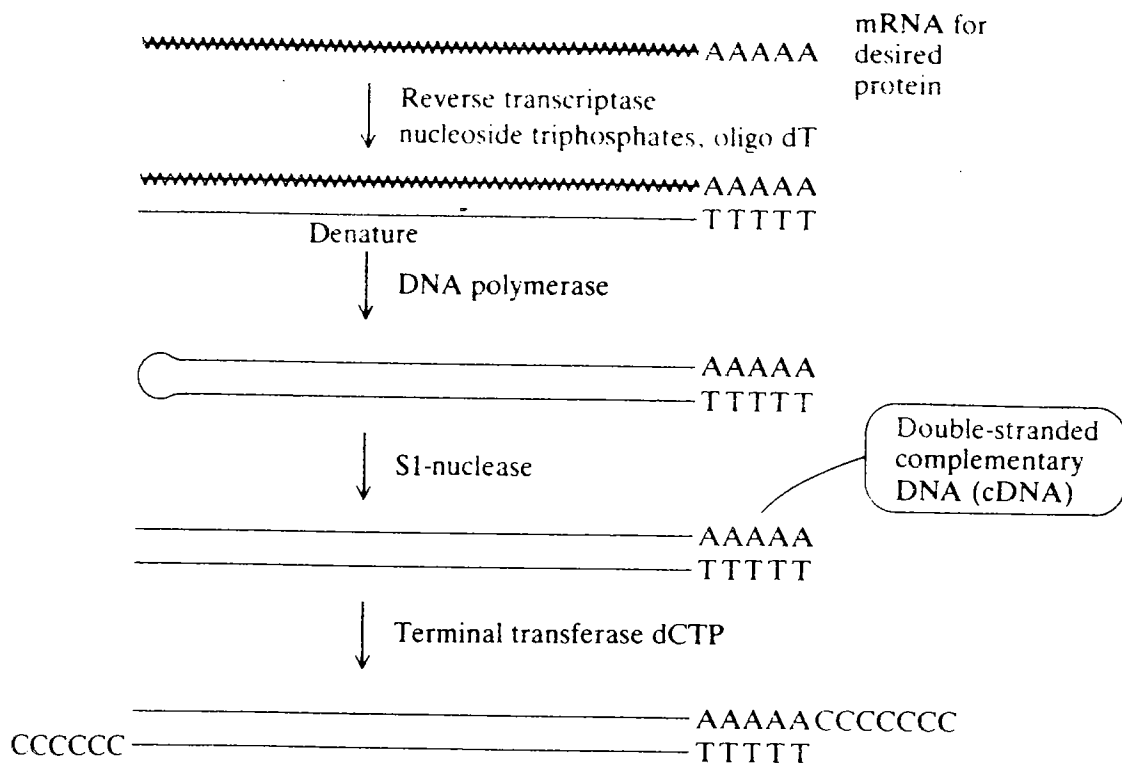 AAAAA
mRNA for
desired
protein
Reverse transcriptase
nucleoside triphosphates, oligo dT
AAAAA
TTTTT
Denature
DNA polymerase
AAAAA
TTTTT
S1-nuclease
Double-stranded
complementary
DNA (cDNA)
AAAAA
TTTTT
Terminal transferase dCTP
AAAAACCCCCCC
CCCCCC
TTTTT